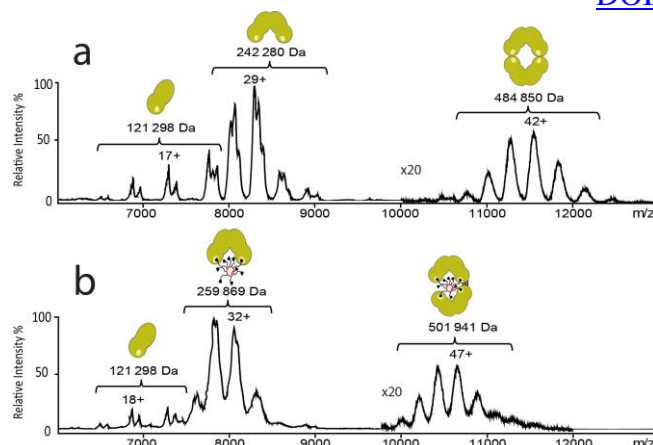 DOI
a
242 280 Da
29+
121 298 Da
17+
484 850 Da
42+
x20
Relative Intensity %
100
50
0
7000 8000 9000 10000 11000 12000 m/z
b
259 869 Da
32+
121 298 Da
18+
501 941 Da
47+
x20
Relative Intensity %
100
50
0
7000 8000 9000 10000 11000 12000 m/z